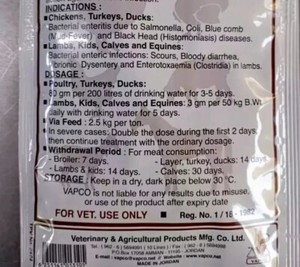 INDICATIONS :
■ Chickens, Turkeys, Ducks:
Bacterial enteritis due to Salmonella, Coli, Blue comb
(Mud-Fever) and Black Head (Histomoniasis) diseases.
■ Lambs, Kids, Calves and Equines:
Bacterial enteric infections: Scours, Bloody diarrhea,
Vibrionic Dysentery and Enterotoxaemia (Clostridia) in lambs.
DOSAGE :
■ Poultry, Turkeys, Ducks:
60 gm per 200 litres of drinking water for 3-5 days.
■ Lambs, Kids, Calves and Equines: 3 gm per 50 kg B.Wt.
daily with drinking water for 5 days.
■ Via Feed : 2.5 kg per ton.
■ In severe cases: Double the dose during the first 2 days,
then continue treatment with the ordinary dosage.
■ Withdrawal Period : For meat consumption:
- Broiler: 7 days. - Layer, turkey, ducks: 14 days
- Lambs & kids: 14 days. - Calves: 30 days.
STORAGE : Keep in a dry, dark place below 30 °C.
VAPCO is not liable for any results due to misuse,
or use of the product after expiry date
FOR VET. USE ONLY ■ Reg. No.
Veterinary & Agricultural Products Mfg. Co. Ltd.
MADE IN JORDAN